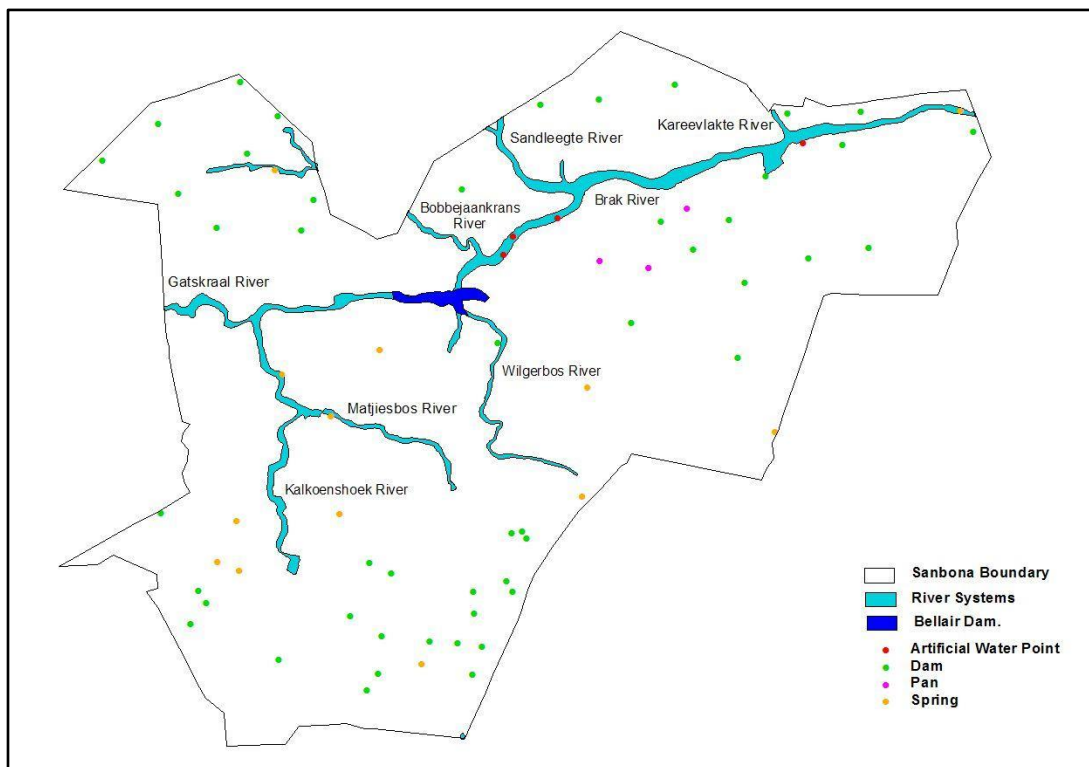 Sandleegte River
Kareevlakte River
Brak River
Bobbejaankrans
River
Gatskraal River
Wilgerbos River
Matjiesbos River
Kalkoenshoek River
Sanbona Boundary
River Systems
Bellair Dam.
Artificial Water Point
Dam
Pan
Spring